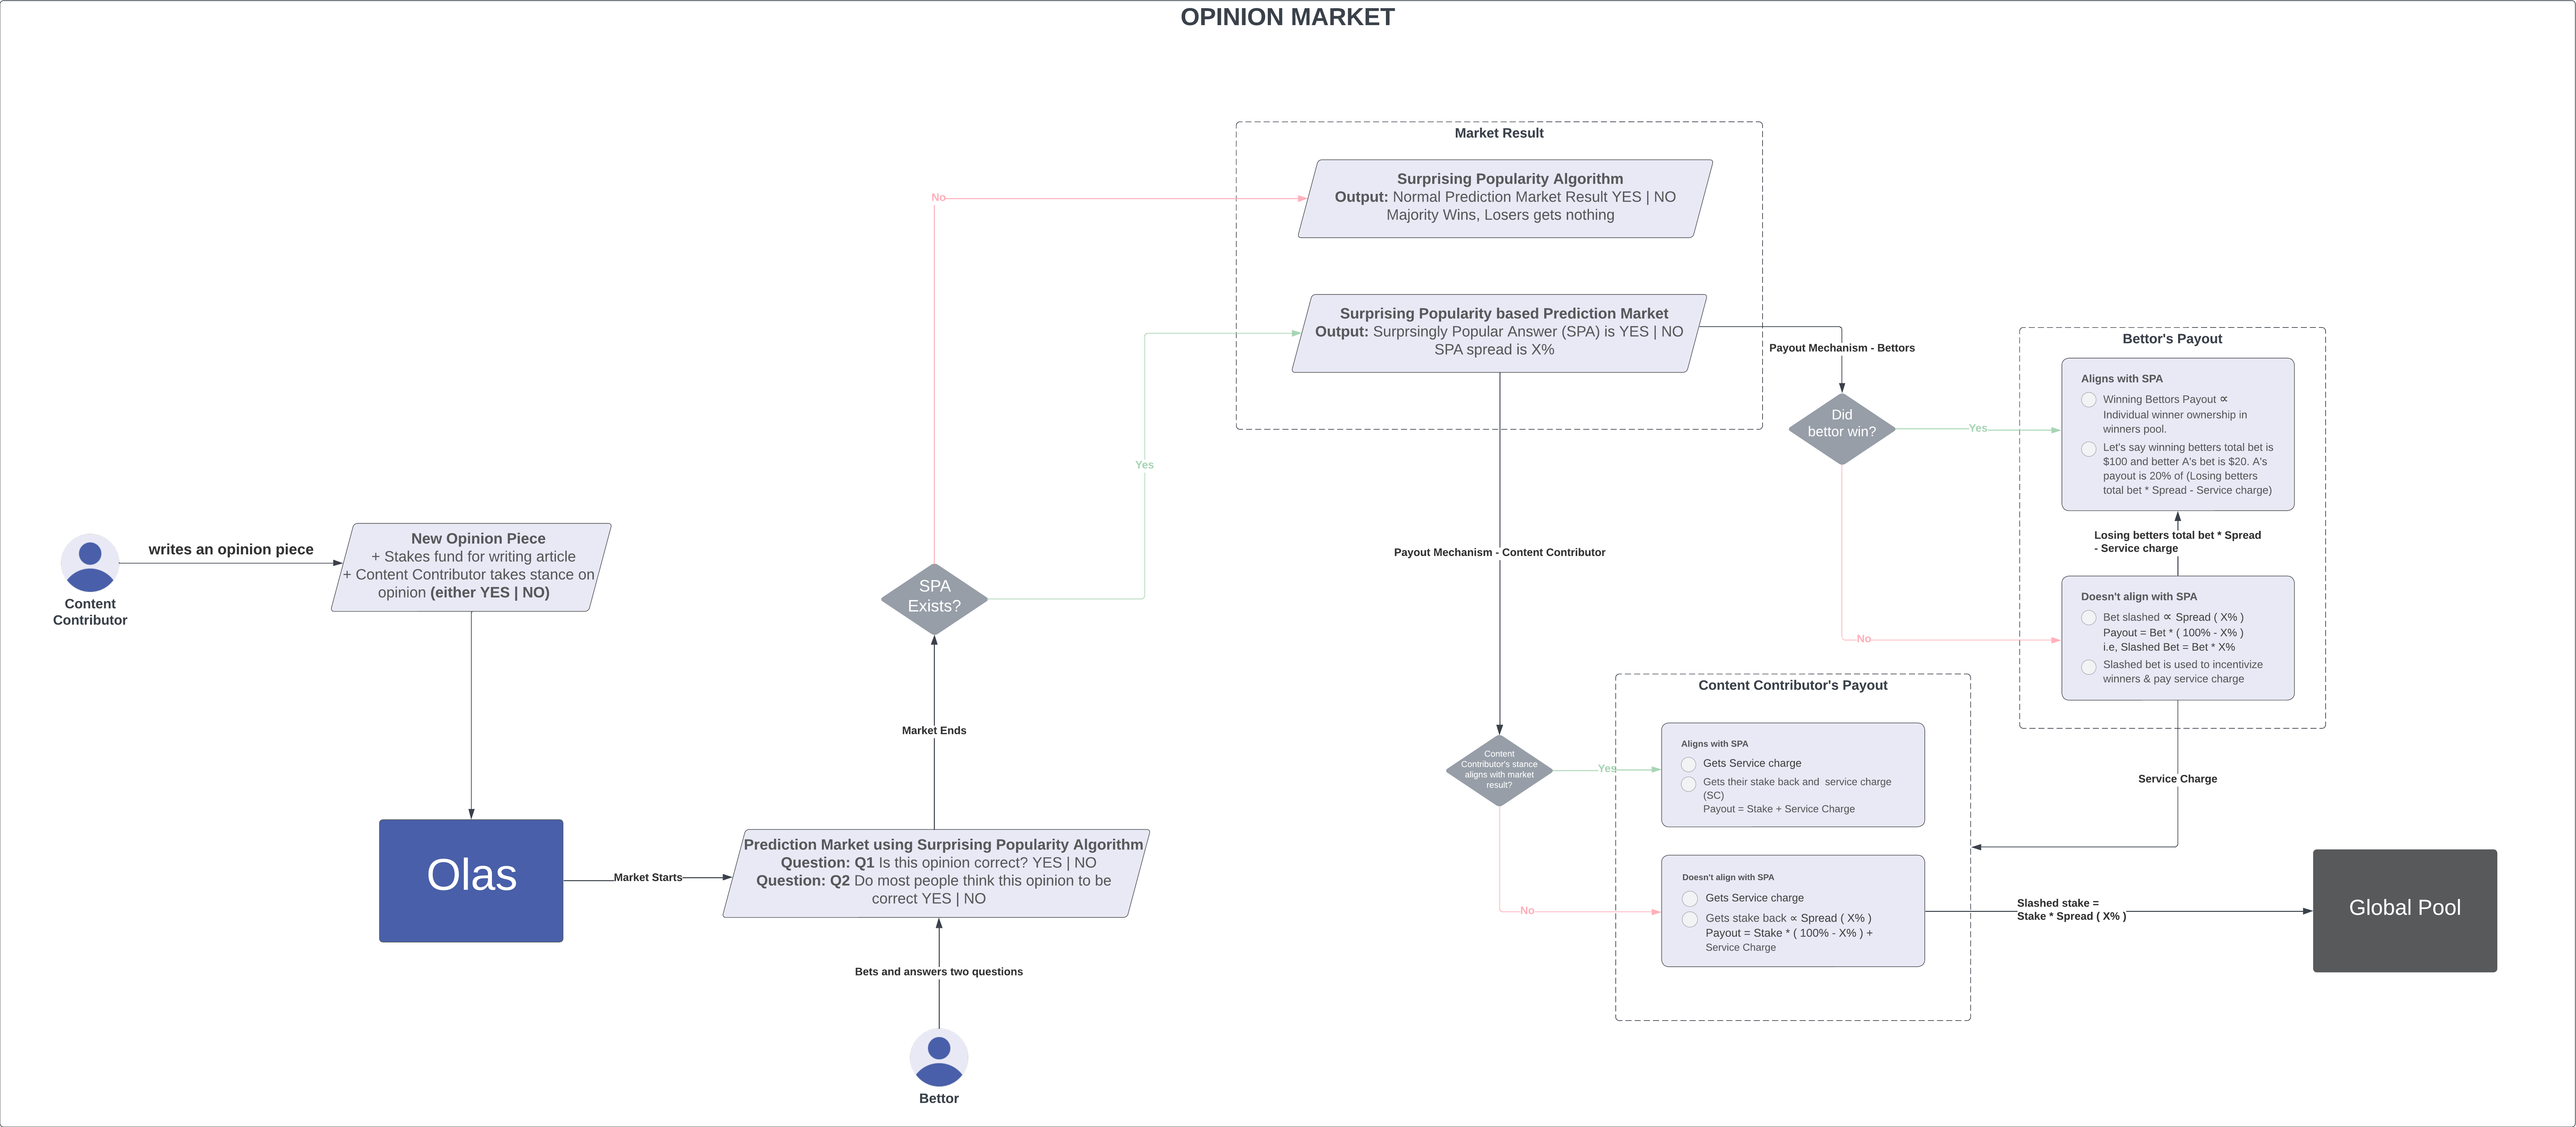 OPINION MARKET
Market Result
Surprising Popularity Algorithm
Output: Normal Prediction Market Result YES | NO
Majority Wins, Losers gets nothing
No
Surprising Popularity based Prediction Market
Output: Surprsingly Popular Answer (SPA) is YES | NO
SPA spread is X%
Yes
Payout Mechanism - Bettors
Did
bettor win?
Yes
No
Bettor's Payout
Aligns with SPA
Winning Bettors Payout ∝
Individual winner ownership in
winners pool.
Let's say winning betters total bet is
$100 and better A's bet is $20. A's
payout is 20% of (Losing betters
total bet * Spread - Service charge)
Losing betters total bet * Spread
- Service charge
Doesn't align with SPA
Bet slashed ∝ Spread ( X% )
Payout = Bet * ( 100% - X% )
i.e, Slashed Bet = Bet * X%
Slashed bet is used to incentivize
winners & pay service charge
Service Charge
writes an opinion piece
Content
Contributor
New Opinion Piece
+ Stakes fund for writing article
+ Content Contributor takes stance on
opinion (either YES | NO)
SPA
Exists?
Payout Mechanism - Content Contributor
Market Ends
Olas
Market Starts
Prediction Market using Surprising Popularity Algorithm
Question: Q1 Is this opinion correct? YES | NO
Question: Q2 Do most people think this opinion to be
correct YES | NO
Bets and answers two questions
Bettor
Content
Contributor's stance
aligns with market
result?
Yes
No
Content Contributor's Payout
Aligns with SPA
Gets Service charge
Gets their stake back and service charge
(SC)
Payout = Stake + Service Charge
Doesn't align with SPA
Gets Service charge
Gets stake back ∝ Spread ( X% )
Payout = Stake * ( 100% - X% ) +
Service Charge
Slashed stake =
Stake * Spread ( X% )
Global Pool